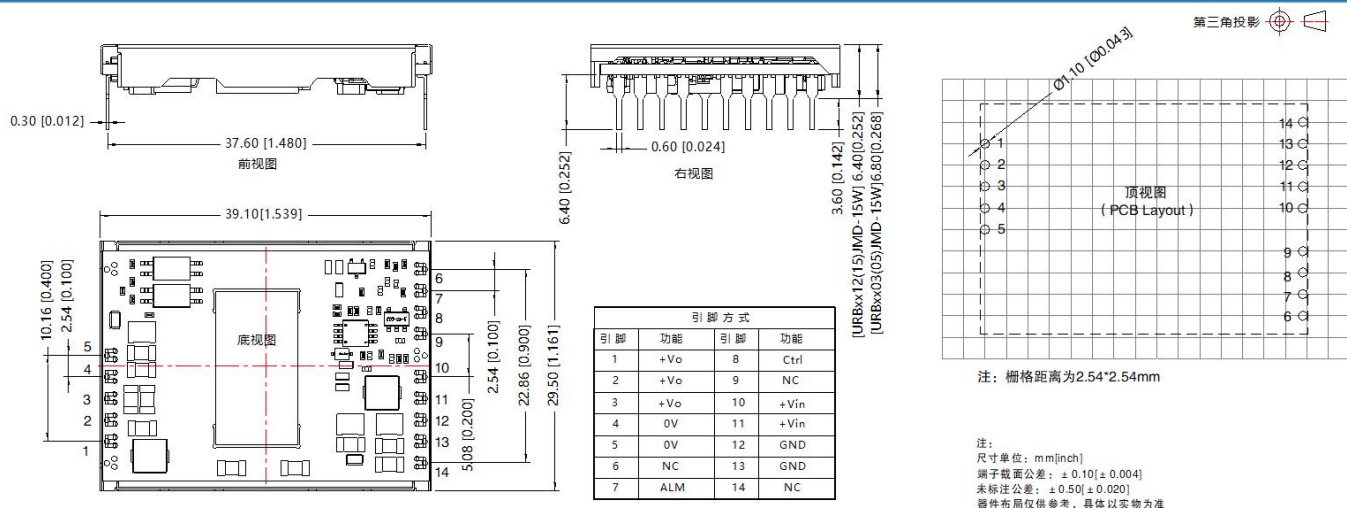 第三角投影
0.30 [0.012]
37.60 [1.480]
前视图
0.60 [0.024]
右视图
6.40 [0.252]
3.60 [0.142]
[URBxx12(15)JMD-15W] 6.40[0.252]
[URBxx03(05)JMD-15W]6.80[0.268]
Ø1.10 [Ø0.043]
1
2
3
4
5
14
13
12
11
10
9
8
7
6
顶视图
( PCB Layout )
注：栅格距离为2.54*2.54mm
39.10[1.539]
10.16 [0.400]
2.54 [0.100]
5
4
3
2
1
底视图
6
7
8
9
10
11
12
13
14
2.54 [0.100]
5.08 [0.200]
22.86 [0.900]
29.50 [1.161]
引脚方式
引脚 功能 引脚 功能
1 +Vo 8 Ctrl
2 +Vo 9 NC
3 +Vo 10 +Vin
4 0V 11 +Vin
5 0V 12 GND
6 NC 13 GND
7 ALM 14 NC
注：
尺寸单位：mm[inch]
端子截面公差：±0.10[±0.004]
未标注公差：±0.50[±0.020]
器件布局仅供参考，具体以实物为准